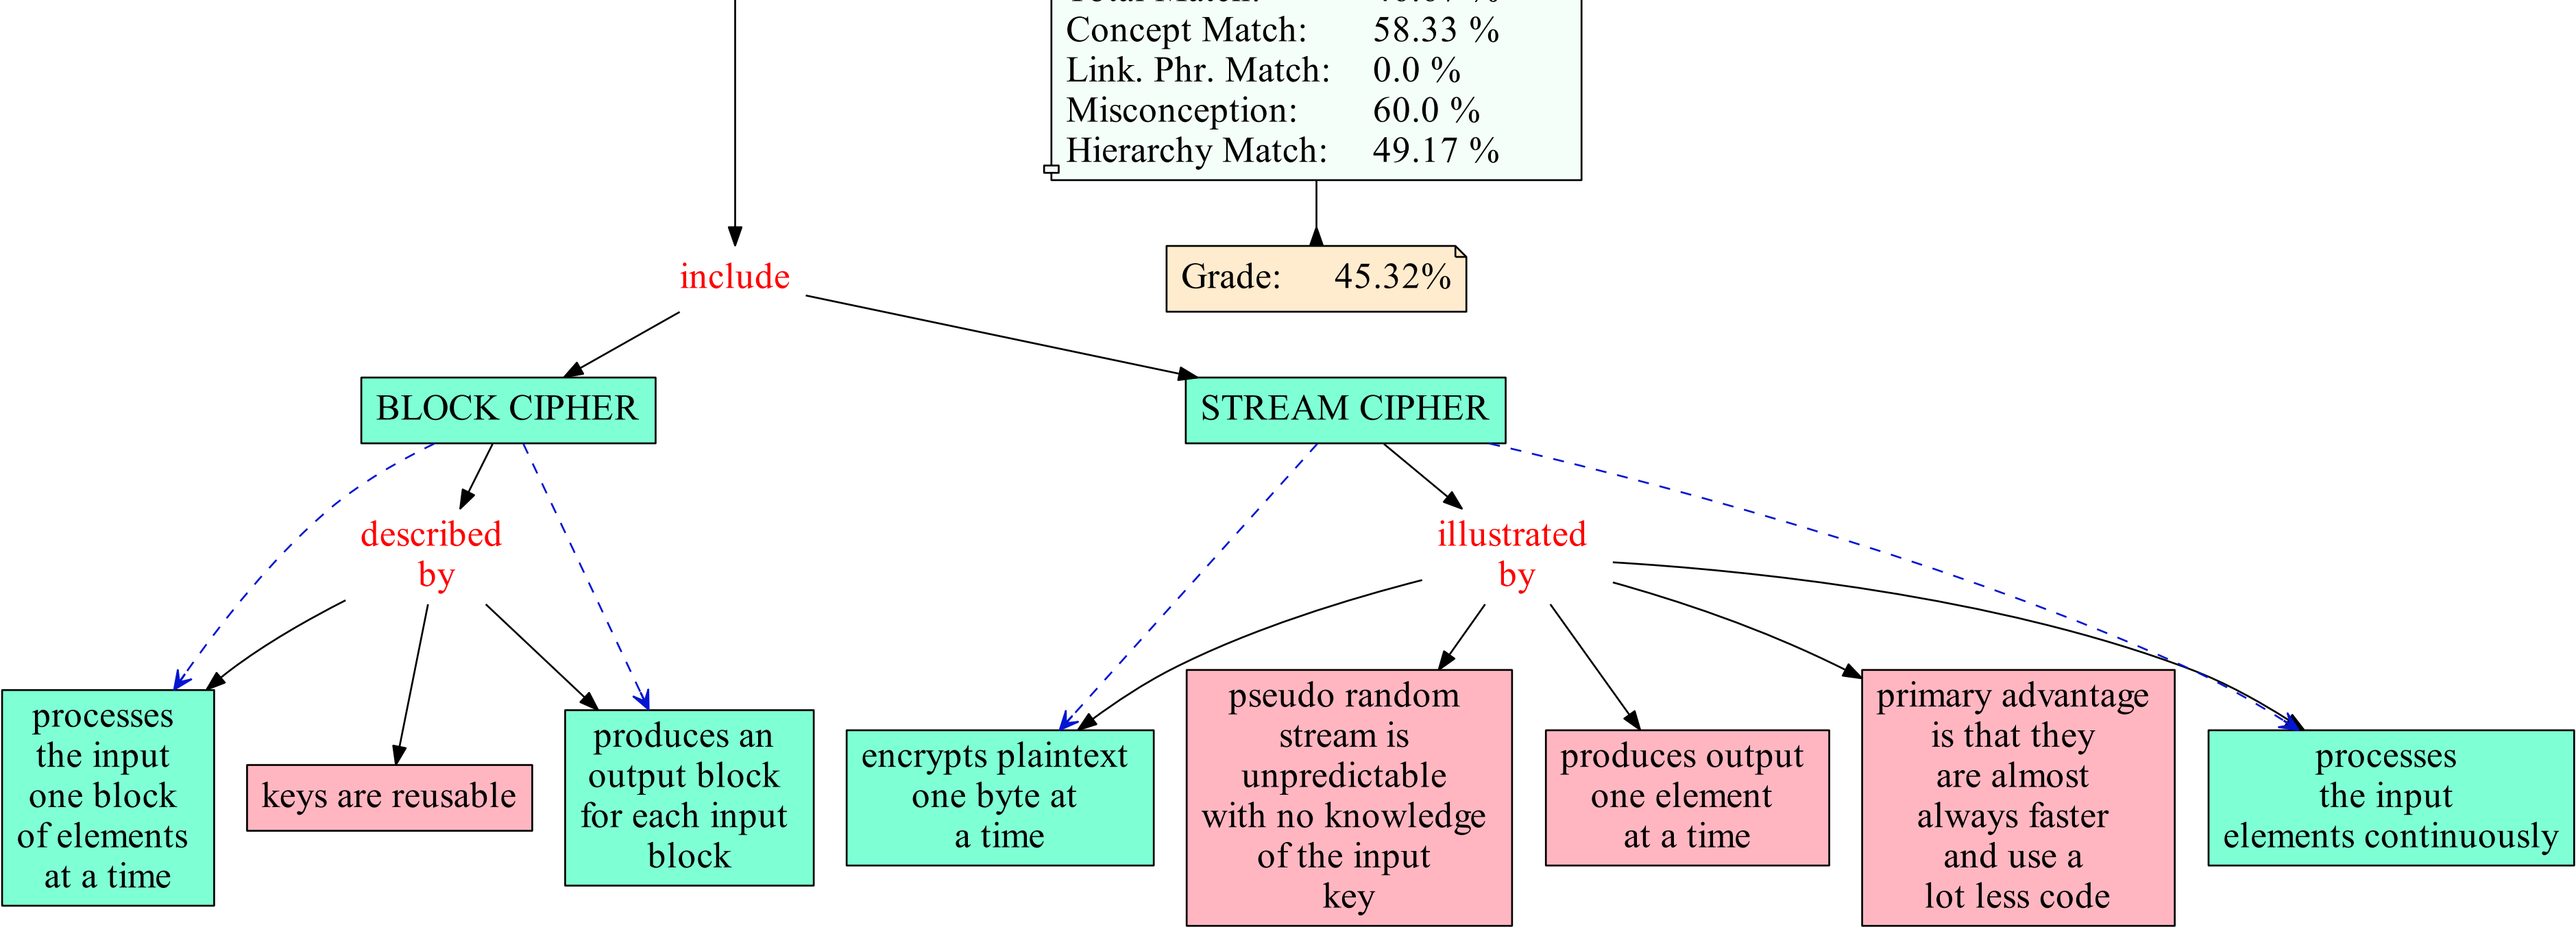 Concept Match: 58.33 %
Link. Phr. Match: 0.0 %
Misconception: 60.0 %
Hierarchy Match: 49.17 %
include
Grade: 45.32%
BLOCK CIPHER
STREAM CIPHER
described
by
illustrated
by
processes
the input
one block
of elements
at a time
keys are reusable
produces an
output block
for each input
block
encrypts plaintext
one byte at
a time
pseudo random
stream is
unpredictable
with no knowledge
of the input
key
produces output
one element
at a time
primary advantage
is that they
are almost
always faster
and use a
lot less code
processes
the input
elements continuously